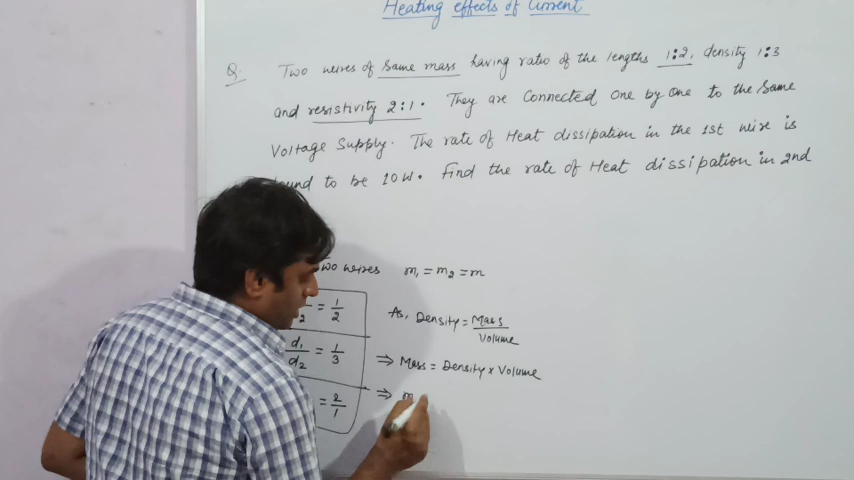 Heating effects of Current
Q. Two wires of same mass having ratio of the lengths 1:2, density 1:3
and resistivity 2:1. They are connected one by one to the same
Voltage Supply. The rate of Heat dissipation in the 1st wire is
to be 10W. Find the rate of Heat dissipation in 2nd
wires m₁ = m₂ = m
2 = 1/2
As, Density = Mass/Volume
d₁/d₂ = 1/3
⇒ Mass = Density × Volume
= 2/1
⇒ m